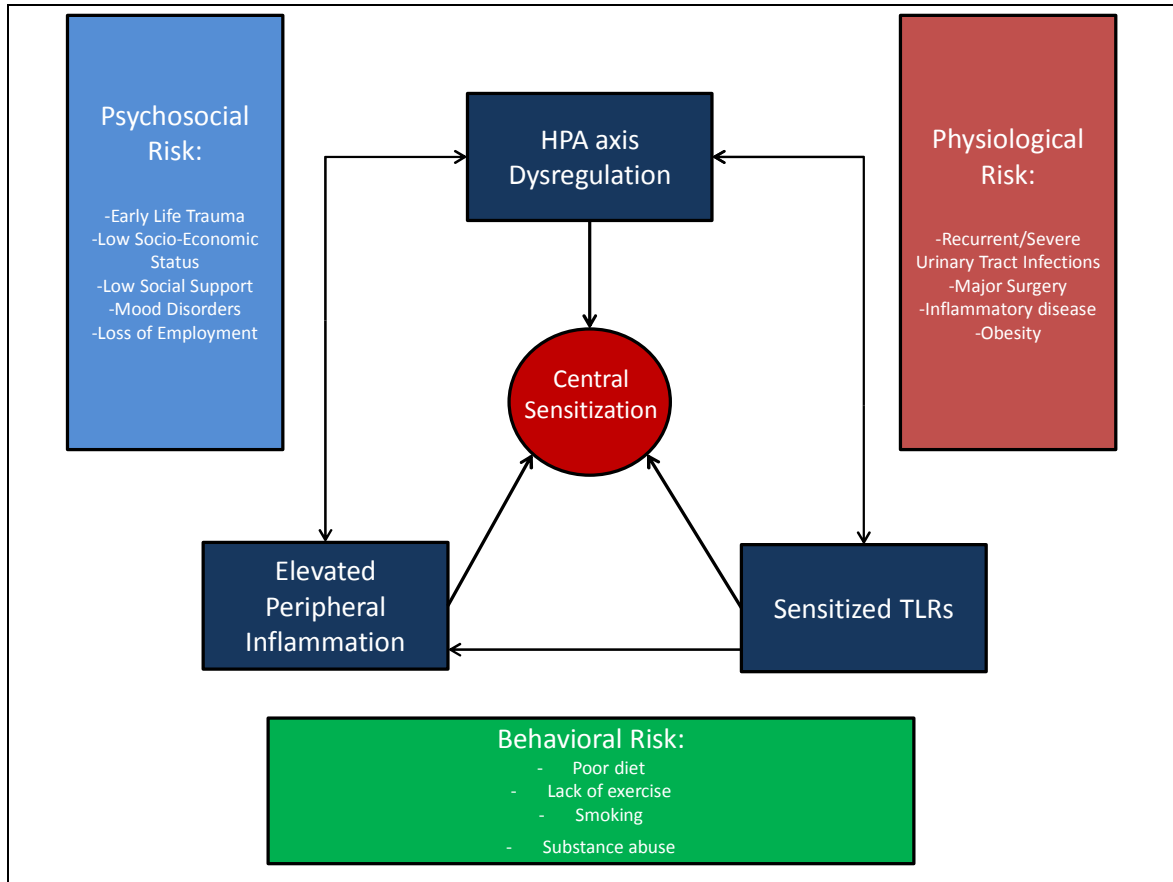 Psychosocial
Risk:
-Early Life Trauma
-Low Socio-Economic
Status
-Low Social Support
-Mood Disorders
-Loss of Employment
HPA axis
Dysregulation
Physiological
Risk:
-Recurrent/Severe
Urinary Tract Infections
-Major Surgery
-Inflammatory disease
-Obesity
Central
Sensitization
Elevated
Peripheral
Inflammation
Sensitized TLRs
Behavioral Risk:
- Poor diet
- Lack of exercise
- Smoking
- Substance abuse